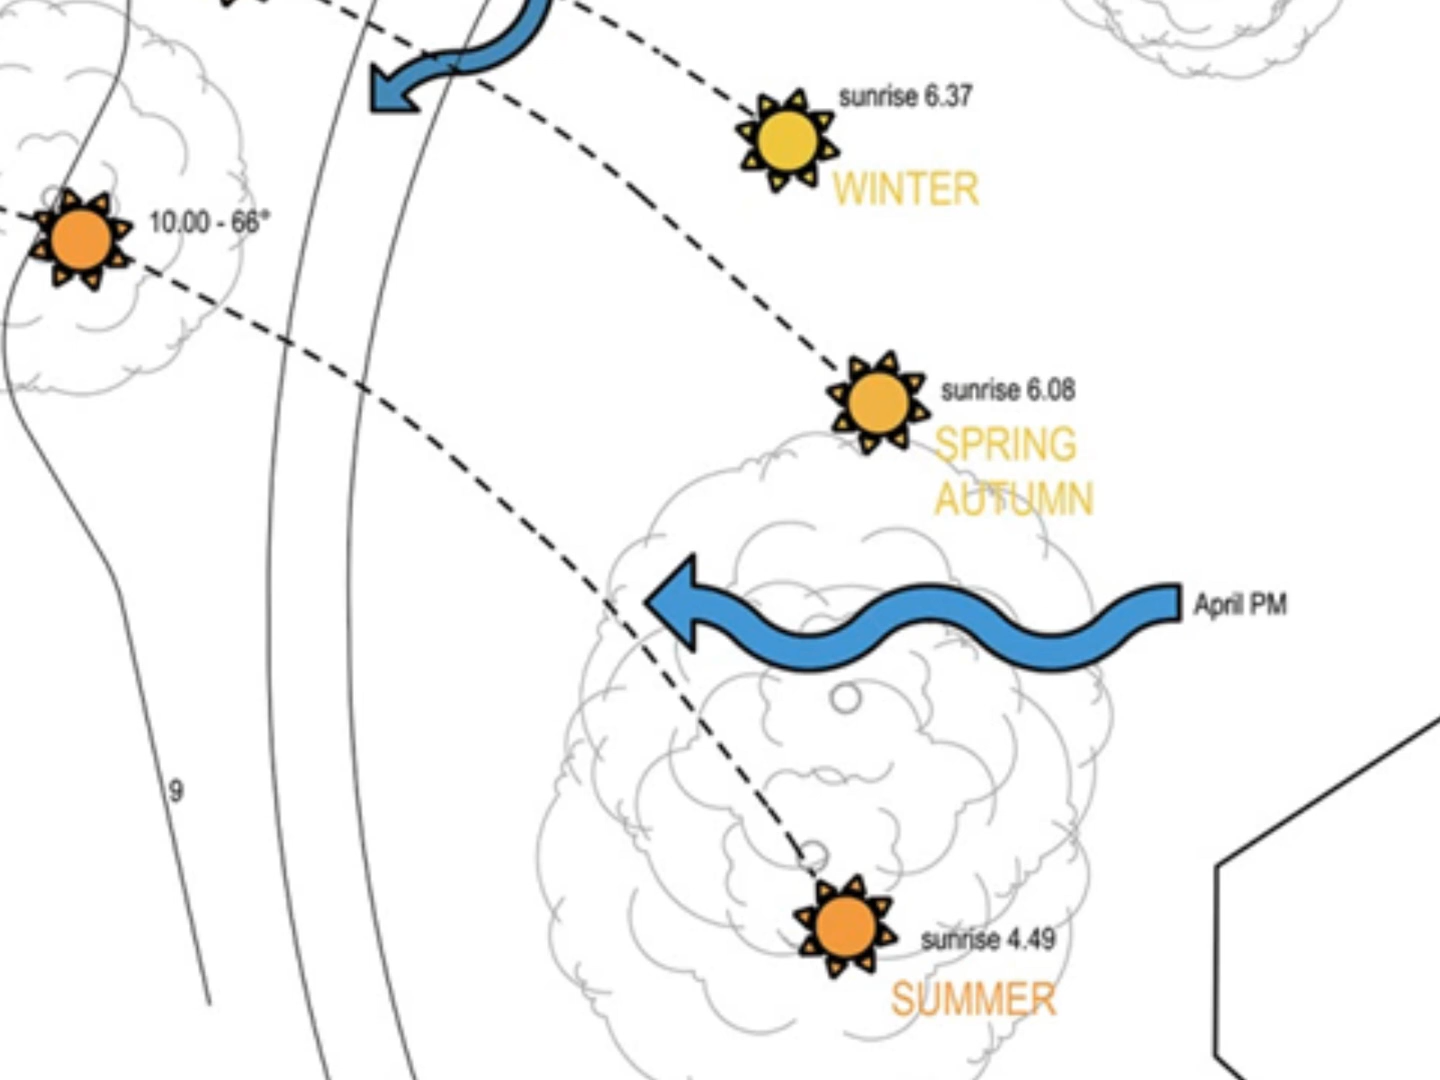 sunrise 6.37
WINTER
10.00 - 66°
sunrise 6.08
SPRING
AUTUMN
April PM
9
sunrise 4.49
SUMMER